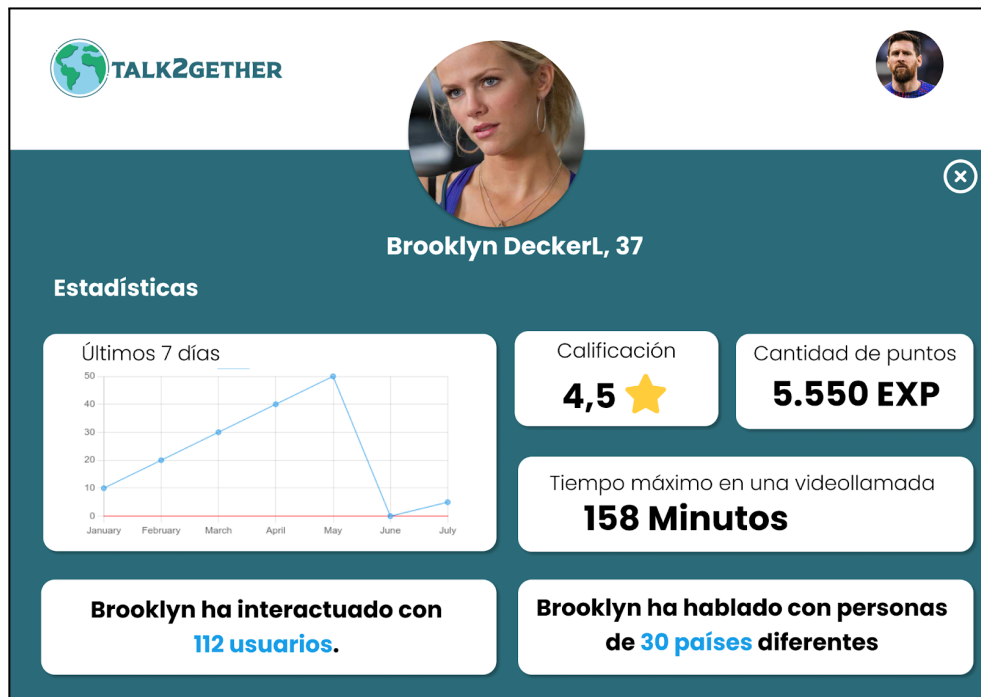 TALK2GETHER
Brooklyn DeckerL, 37
Estadísticas
Últimos 7 días
50
40
30
20
10
0
January February March April May June July
Calificación
4,5
Cantidad de puntos
5.550 EXP
Tiempo máximo en una videollamada
158 Minutos
Brooklyn ha interactuado con
112 usuarios.
Brooklyn ha hablado con personas
de 30 países diferentes